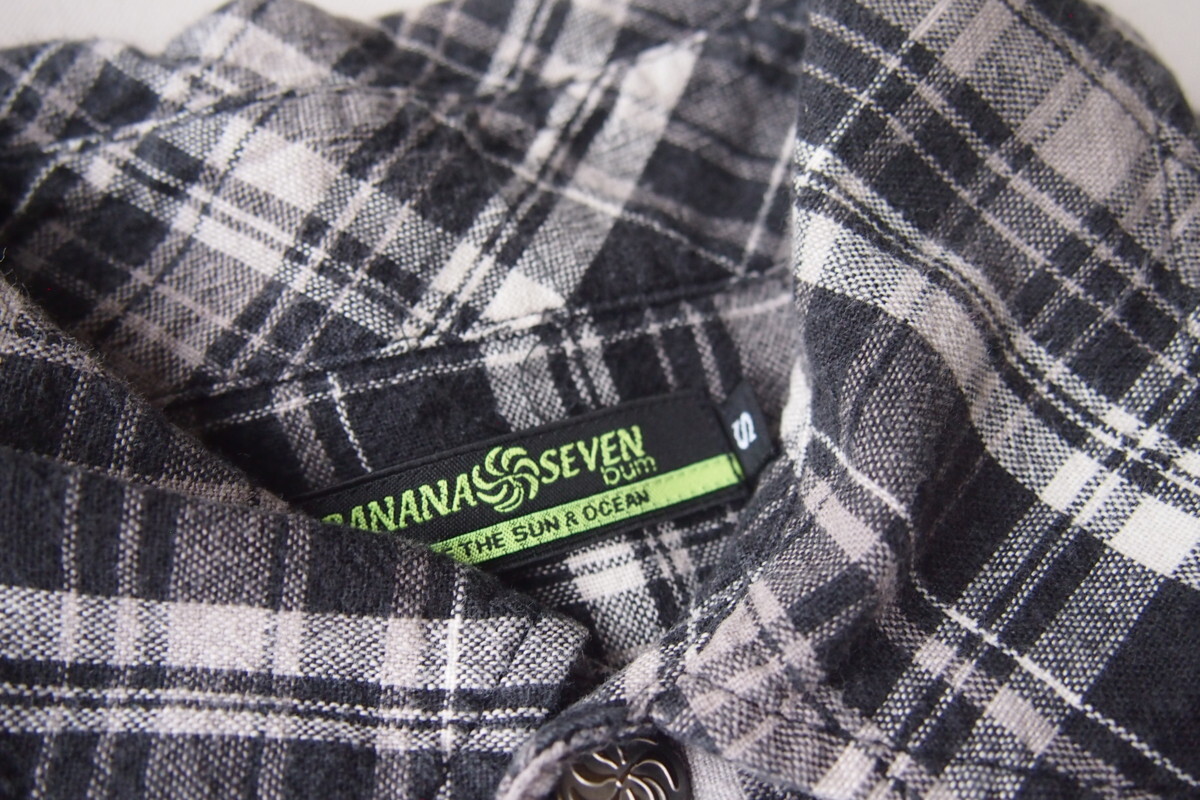 BANANA SEVEN
bum
THE SUN & OCEAN
S